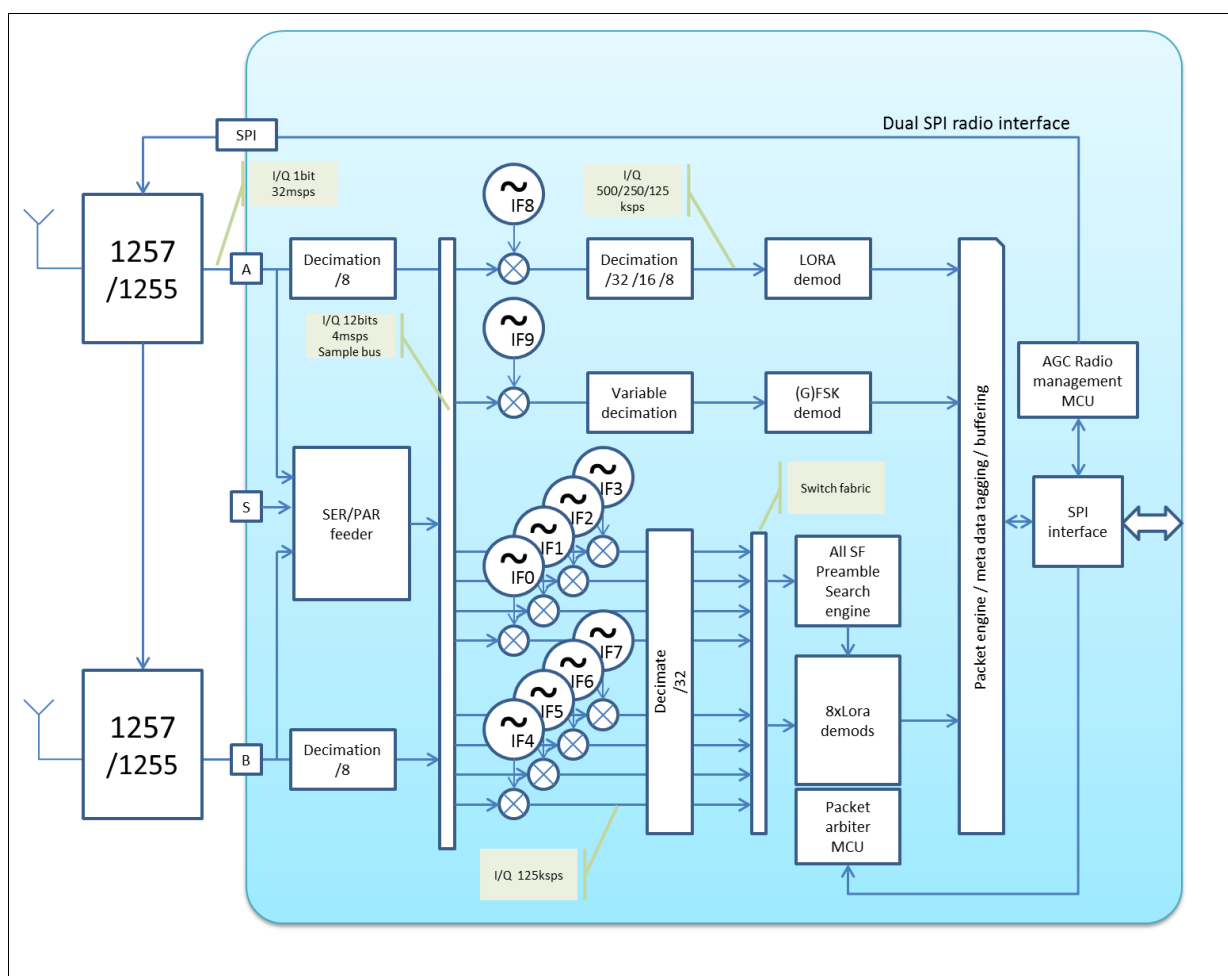 Dual SPI radio interface
SPI
I/Q 1bit
32msps
I/Q
500/250/125
ksps
~
IF8
1257
/1255
A
Decimation
/8
Decimation
/32 /16 /8
LORA
demod
I/Q 12bits
4msps
Sample bus
~
IF9
Variable
decimation
(G)FSK
demod
AGC Radio
management
MCU
S
SER/PAR
feeder
~
IF3
~
IF2
~
IF1
~
IF0
Switch fabric
All SF
Preamble
Search
engine
Packet engine / meta data tagging / buffering
SPI
interface
~
IF7
~
IF6
~
IF5
~
IF4
Decimate
/32
8xLora
demods
1257
/1255
B
Decimation
/8
Packet
arbiter
MCU
I/Q 125ksps